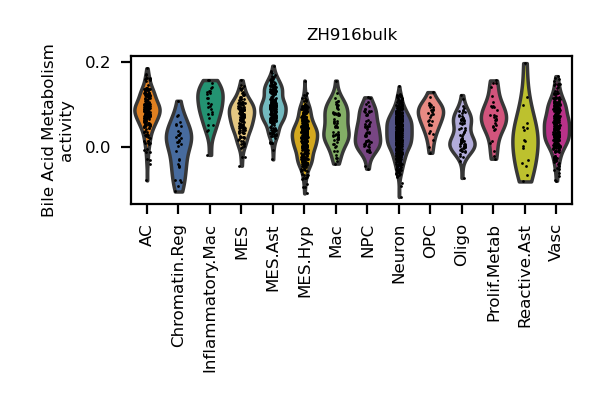 ZH916bulk
Bile Acid Metabolism
activity
0.2
0.0
AC
Chromatin.Reg
Inflammatory.Mac
MES
MES.Ast
MES.Hyp
Mac
NPC
Neuron
OPC
Oligo
Prolif.Metab
Reactive.Ast
Vasc